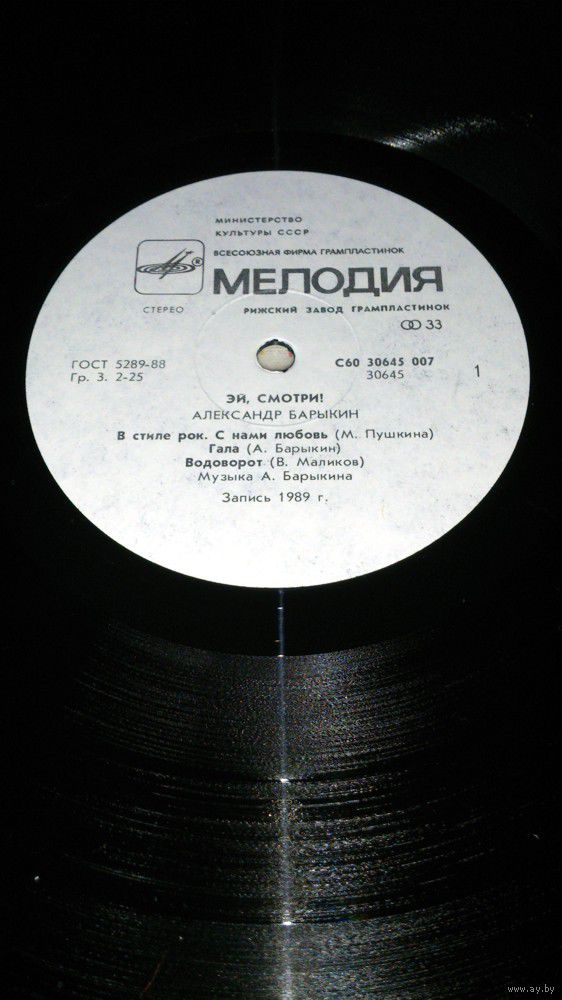 МИНИСТЕРСТВО
КУЛЬТУРЫ СССР
ВСЕСОЮЗНАЯ ФИРМА ГРАМПЛАСТИНОК
® МЕЛОДИЯ
СТЕРЕО
РИЖСКИЙ ЗАВОД ГРАМПЛАСТИНОК
33
ГОСТ 5289-88
Гр. 3. 2-25
С60 30645 007
30645
1
ЭЙ, СМОТРИ!
АЛЕКСАНДР БАРЫКИН
В стиле рок. С нами любовь (М. Пушкина)
Гала (А. Барыкин)
Водоворот (В. Маликов)
Музыка А. Барыкина
Запись 1989 г.
www.ay.by